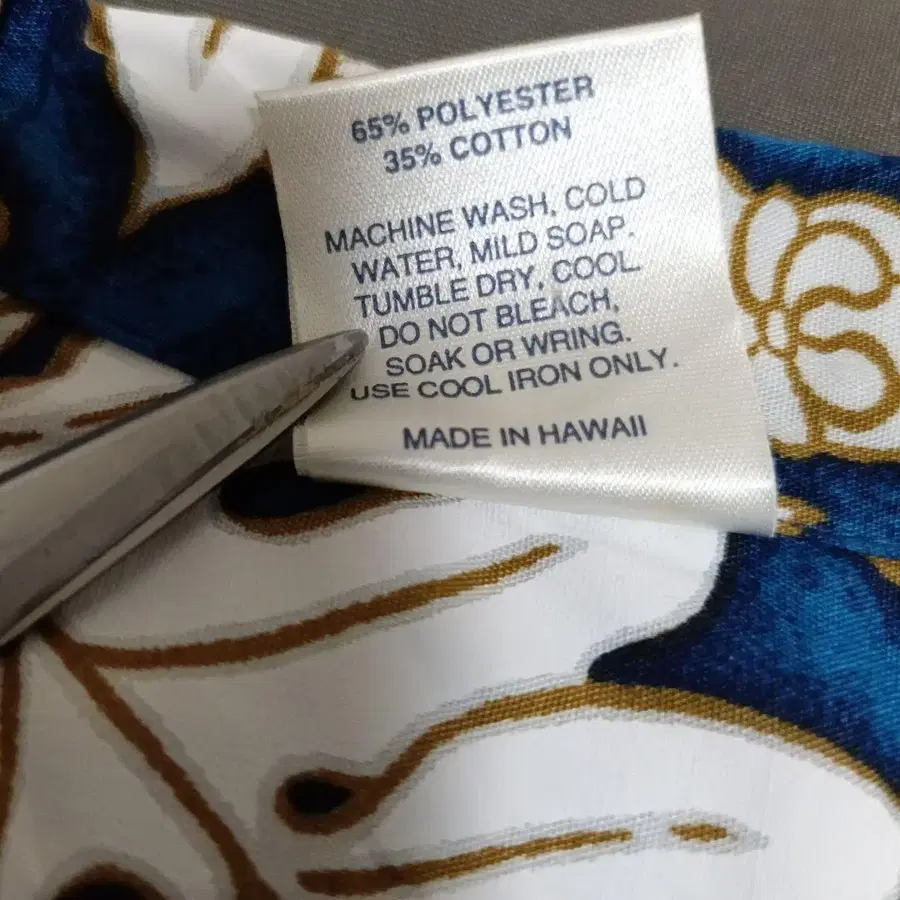 65% POLYESTER
35% COTTON
MACHINE WASH, COLD
WATER, MILD SOAP.
TUMBLE DRY, COOL.
DO NOT BLEACH,
SOAK OR WRING.
USE COOL IRON ONLY.
MADE IN HAWAII